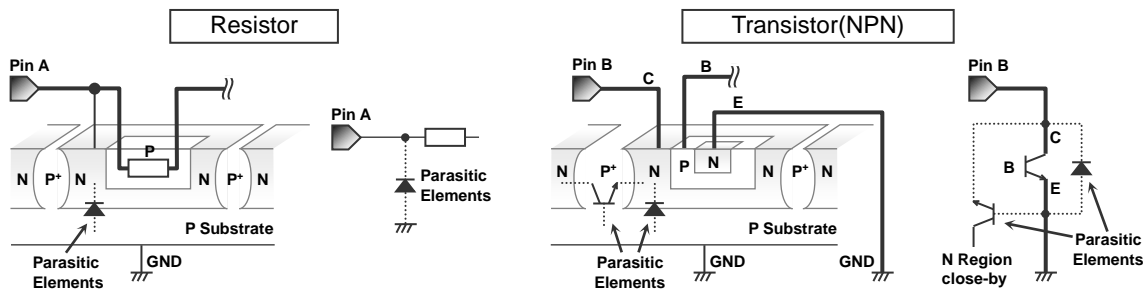 Resistor
Transistor(NPN)
Pin A
P
N
P+
N
N
P+
N
P Substrate
Parasitic
Elements
GND
Pin A
Parasitic
Elements
Pin B
C
B
E
P
N
N
P+
N
N
P+
N
P Substrate
Parasitic
Elements
GND
GND
Pin B
C
B
E
Parasitic
Elements
N Region
close-by